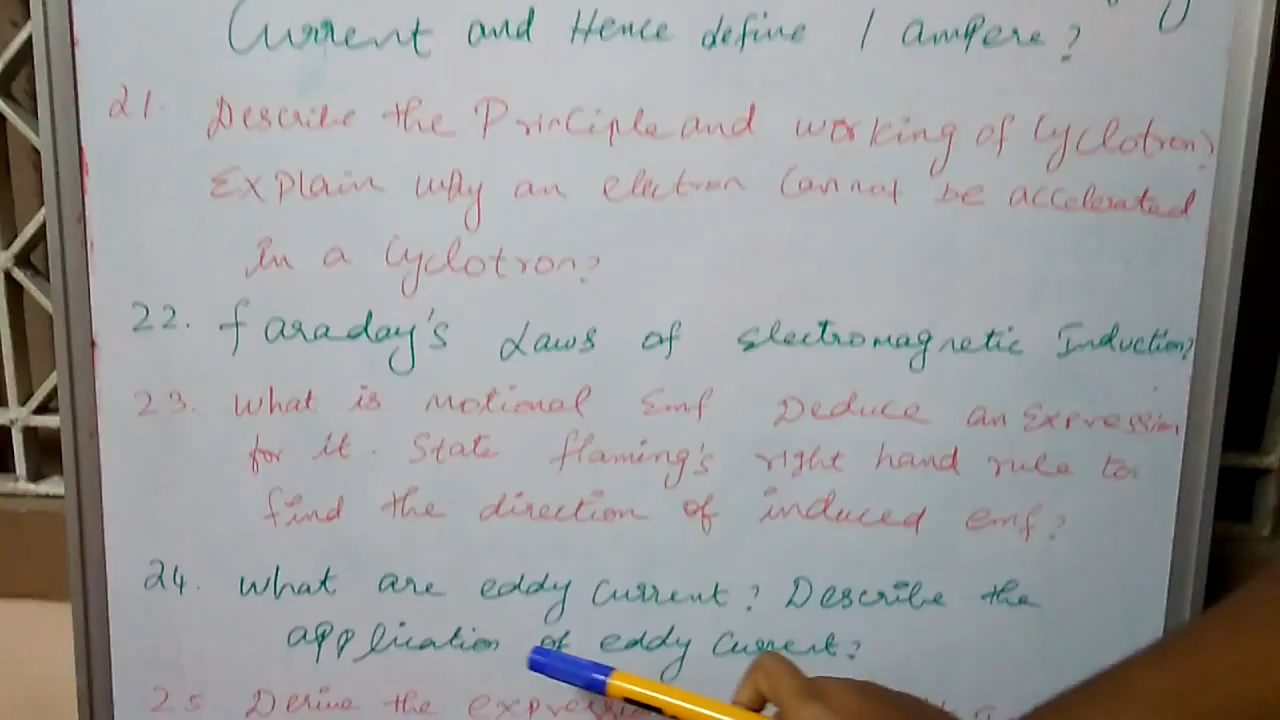 Current and Hence define 1 ampere?
21. Describe the Principle and working of Cyclotron?
Explain why an electron cannot be accelerated
in a Cyclotron?
22. faraday's Laws of Electromagnetic Induction?
23. What is motional Emf Deduce an Expression
for it. State flaming's right hand rule to
find the direction of induced emf?
24. What are eddy current? Describe the
application of eddy current?
25. Derive the